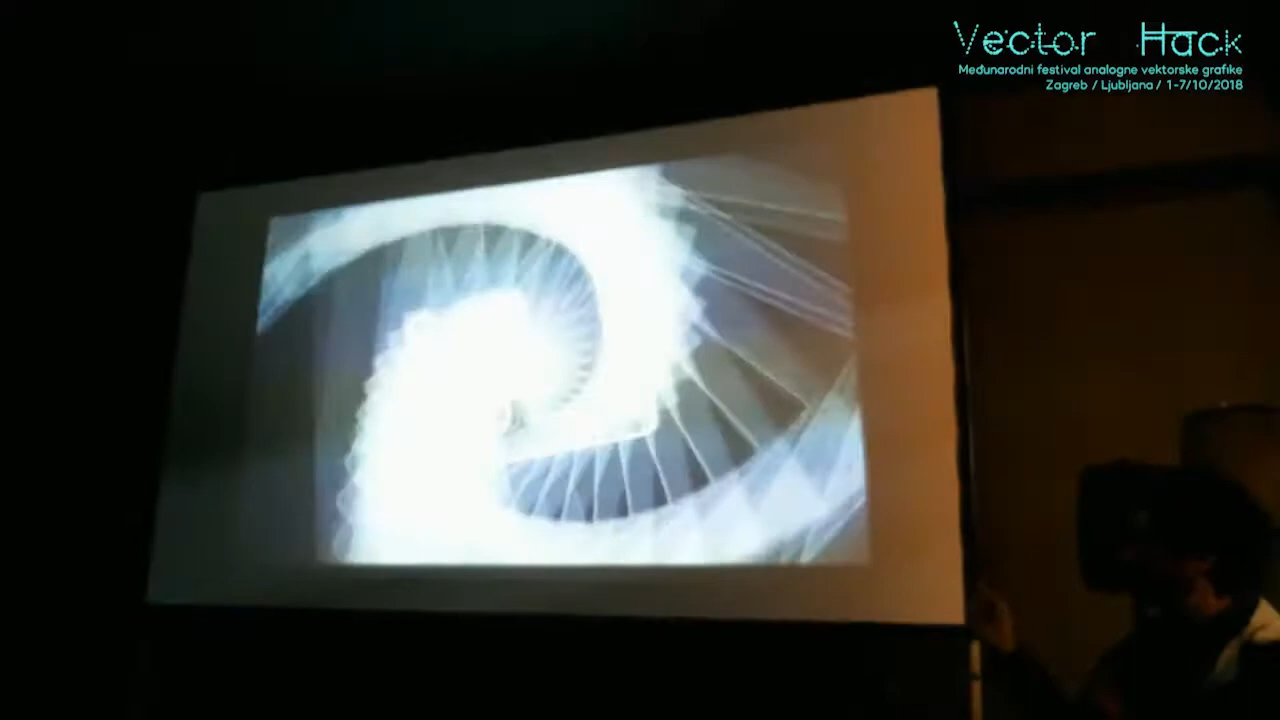 Vector Hack
Međunarodni festival analogne vektorske grafike
Zagreb / Ljubljana / 1-7/10/2018